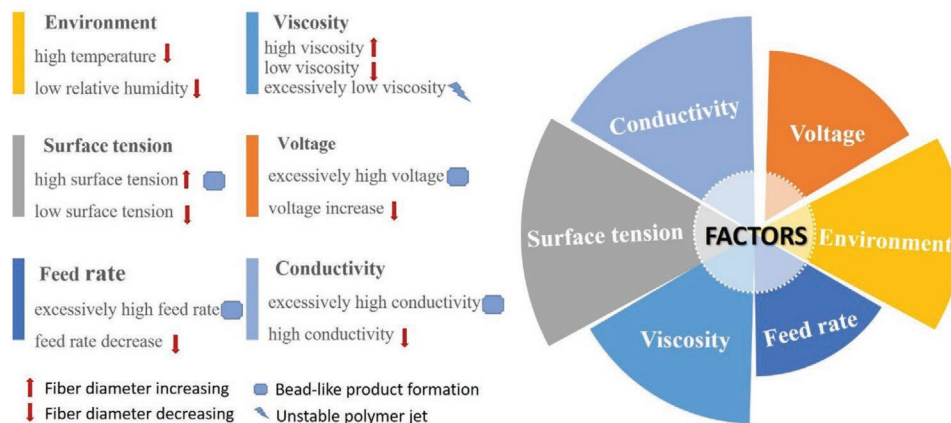 Environment
high temperature
low relative humidity
Viscosity
high viscosity
low viscosity
excessively low viscosity
Surface tension
high surface tension
low surface tension
Voltage
excessively high voltage
voltage increase
Feed rate
excessively high feed rate
feed rate decrease
Conductivity
excessively high conductivity
high conductivity
Fiber diameter increasing
Fiber diameter decreasing
Bead-like product formation
Unstable polymer jet
Conductivity
Voltage
Surface tension
FACTORS
Environment
Viscosity
Feed rate